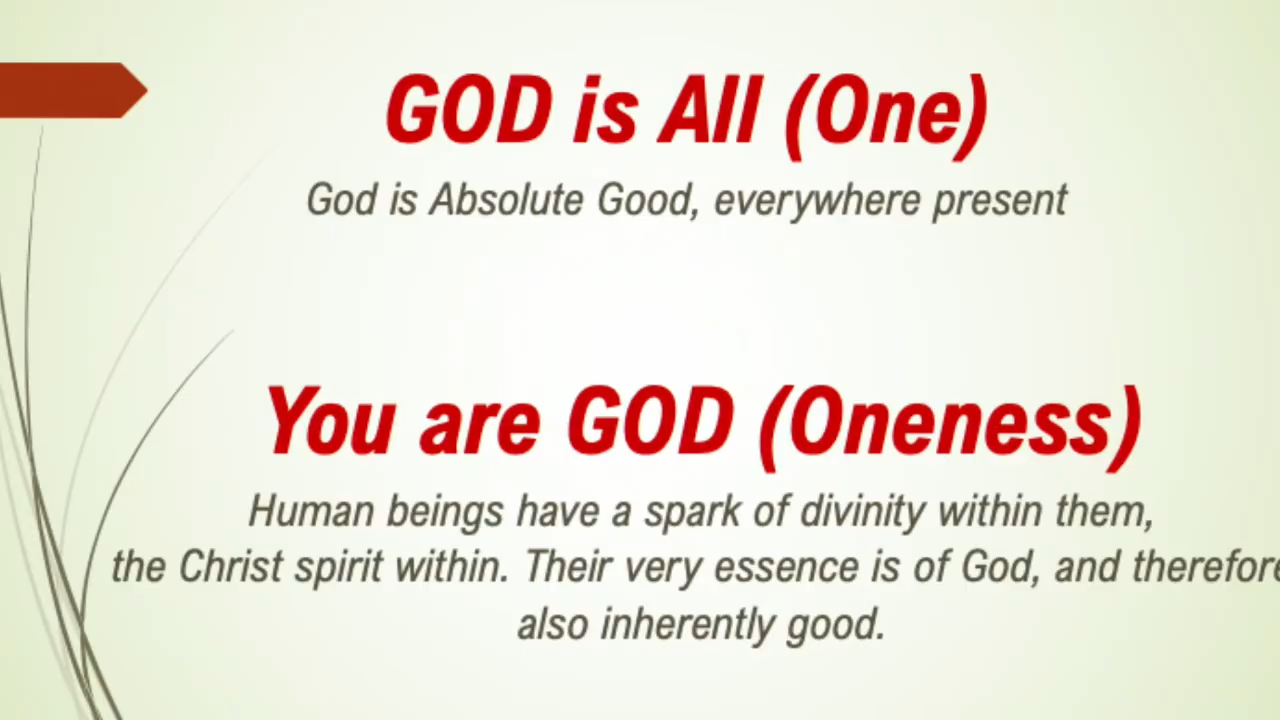 GOD is All (One)
God is Absolute Good, everywhere present
You are GOD (Oneness)
Human beings have a spark of divinity within them,
the Christ spirit within. Their very essence is of God, and therefore
also inherently good.